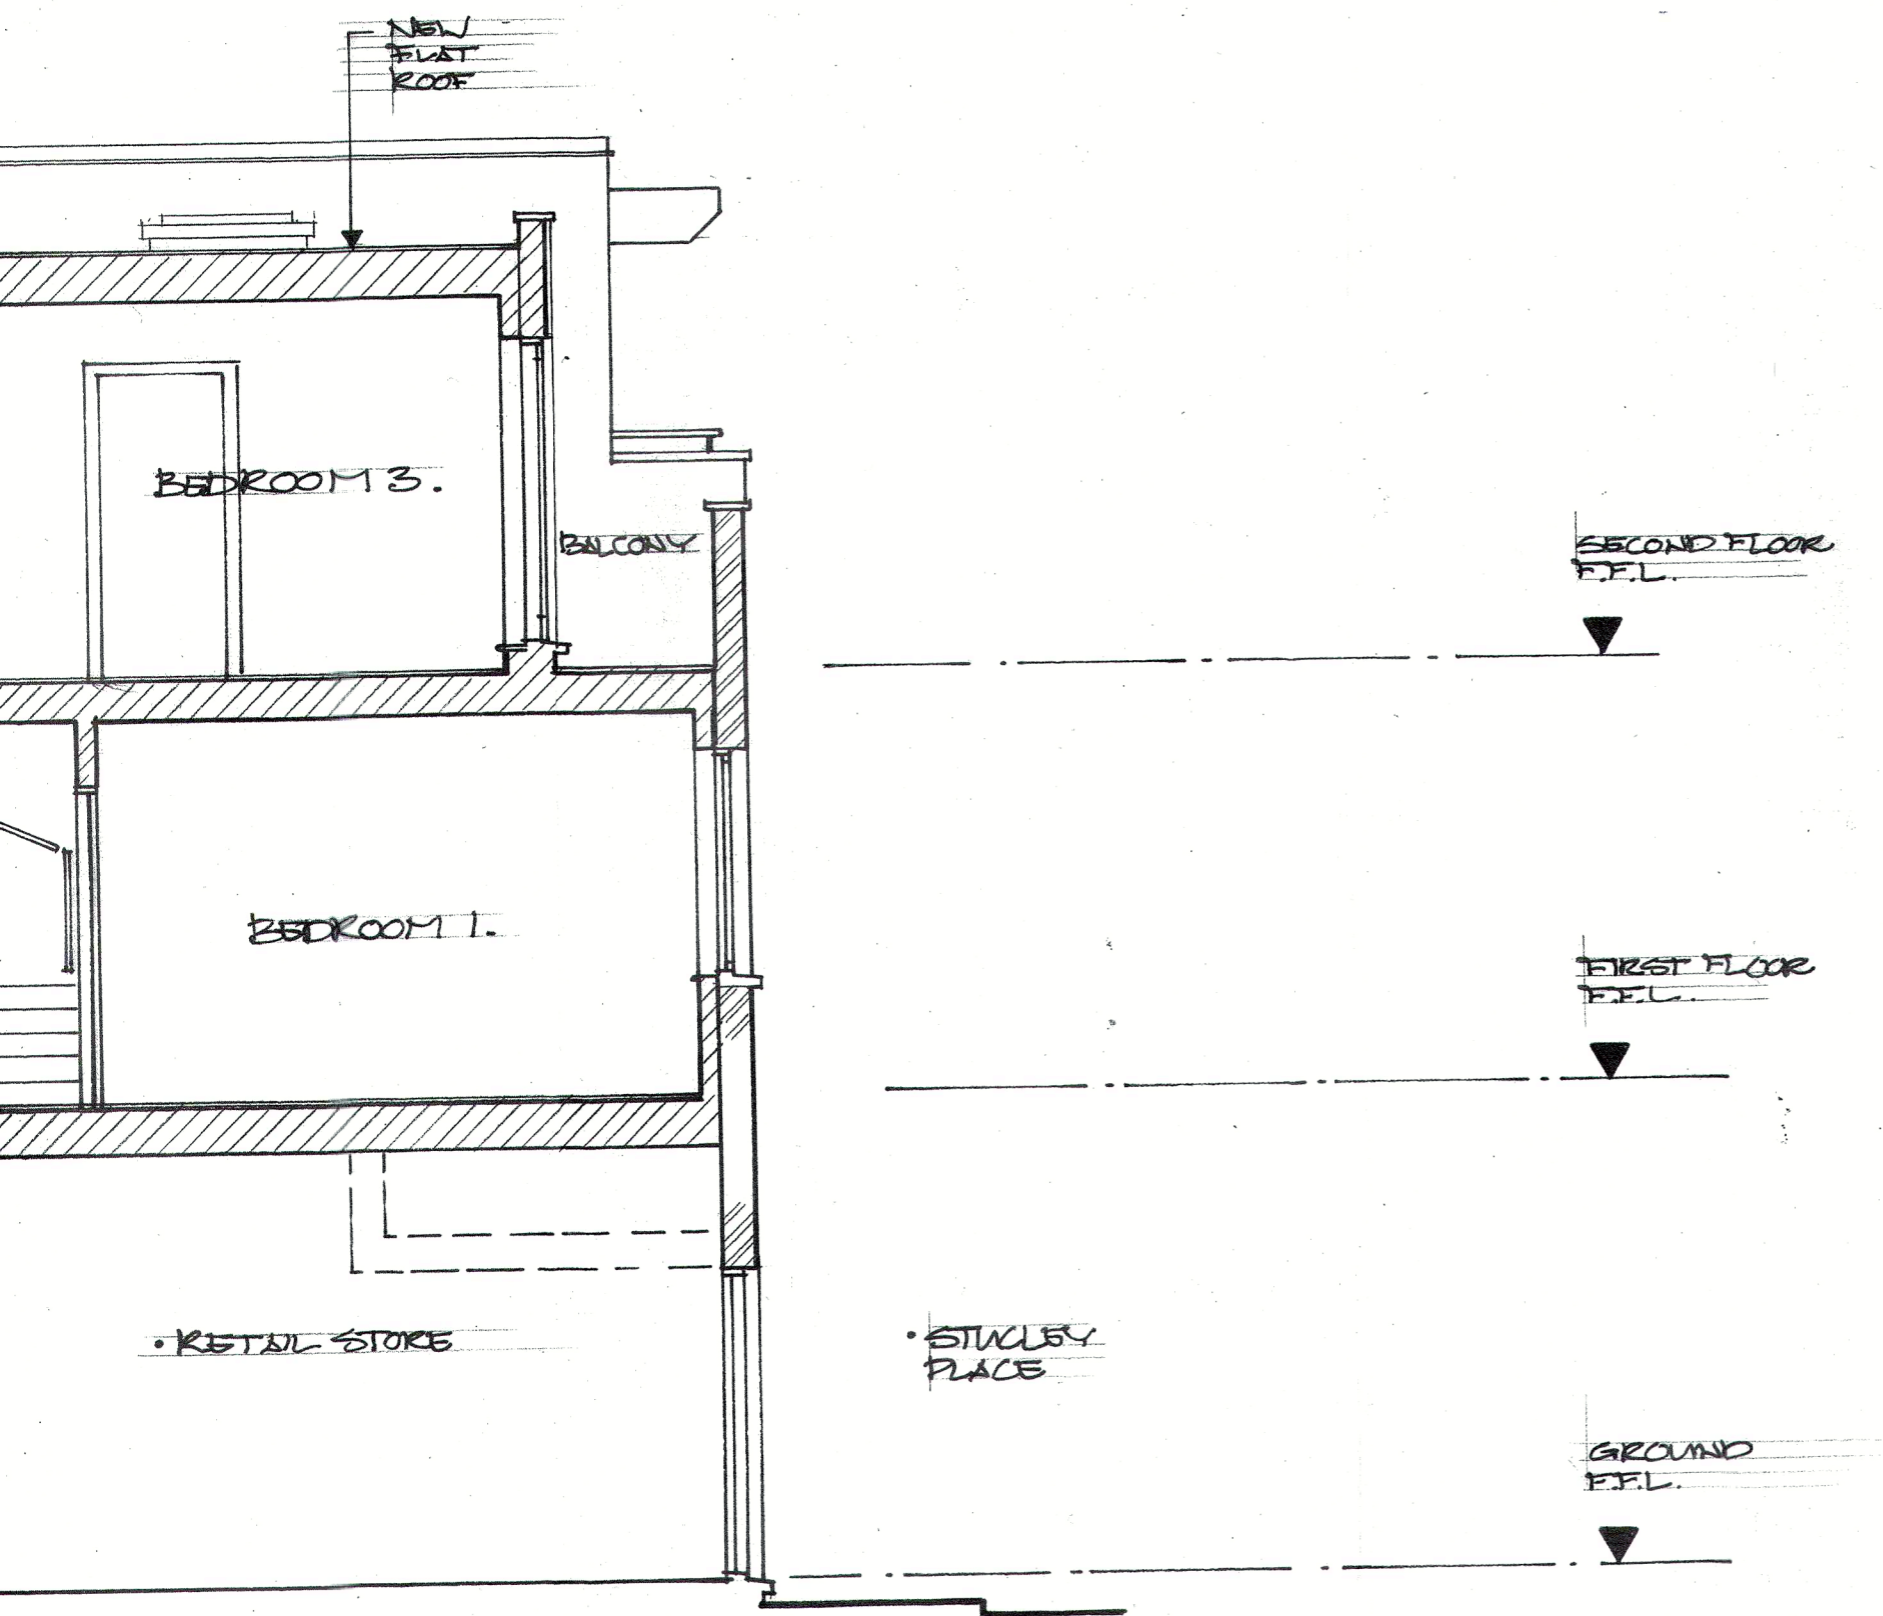 NEW
FLAT
ROOF
BEDROOM 3.
BALCONY
SECOND FLOOR
F.F.L.
BEDROOM 1.
FIRST FLOOR
F.F.L.
• RETAIL STORE
• STUCLEY
PLACE
GROUND
F.F.L.